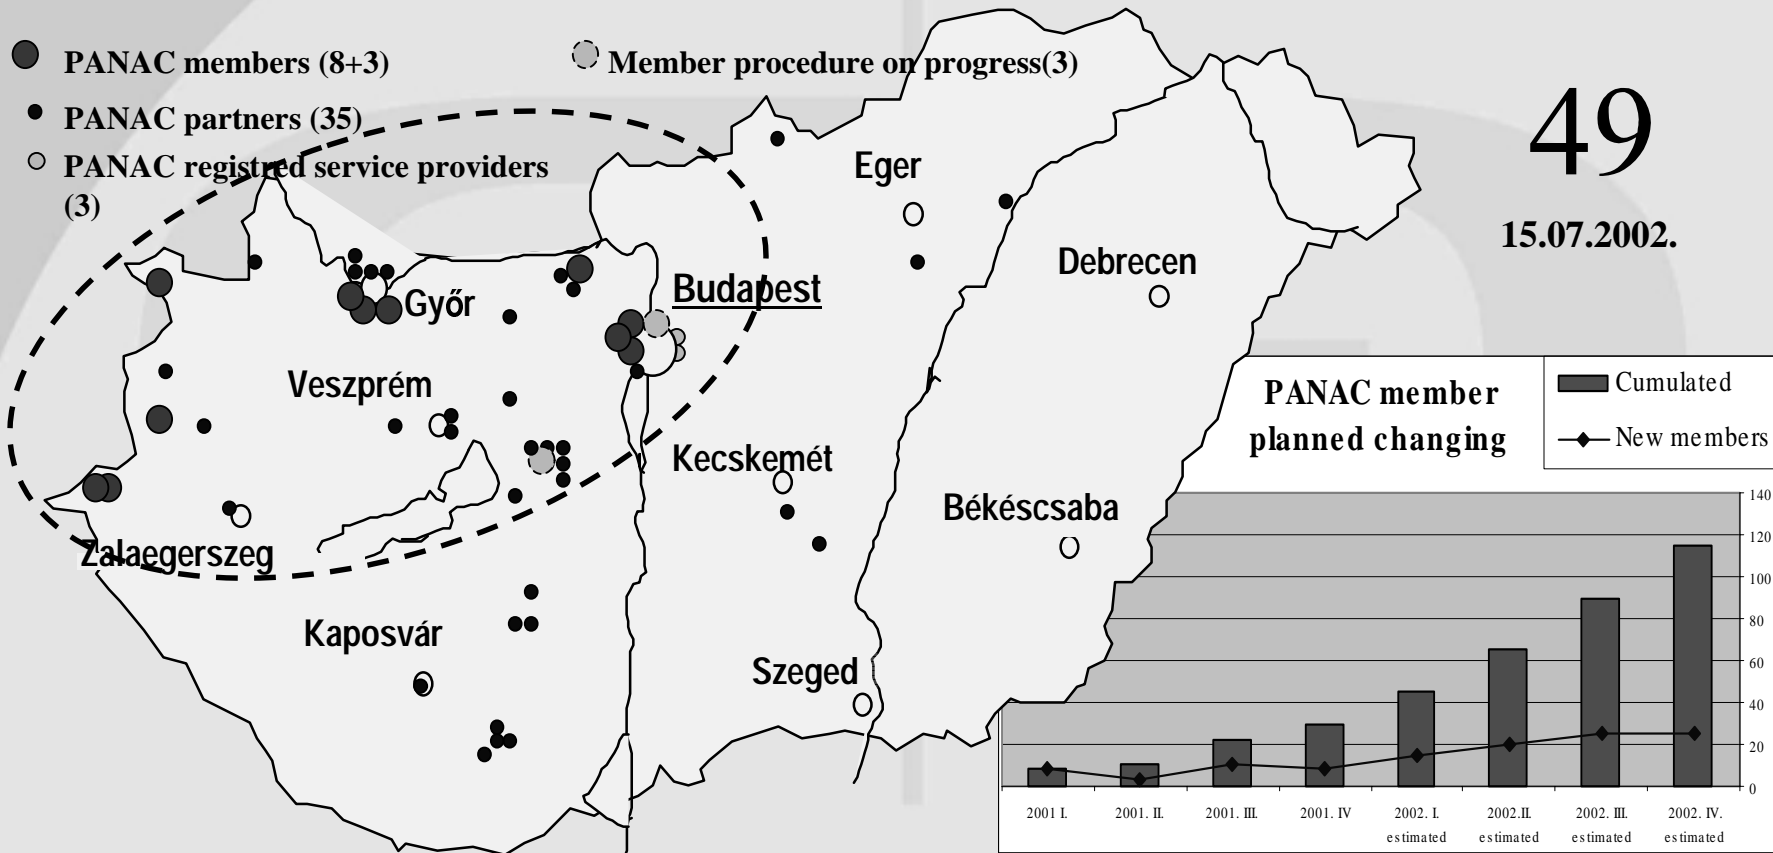 PANAC members (8+3)
Member procedure on progress(3)
PANAC partners (35)
PANAC registred service providers
(3)
49
15.07.2002.
Eger
Debrecen
Budapest
Győr
Veszprém
Kecskemét
Békéscsaba
Zalaegerszeg
Kaposvár
Szeged
PANAC member
planned changing
Cumulated
New members
140
120
100
80
60
40
20
0
2001 I.
2001. II.
2001. III.
2001. IV
2002. I.
estimated
2002.II.
estimated
2002. III.
estimated
2002. IV.
estimated